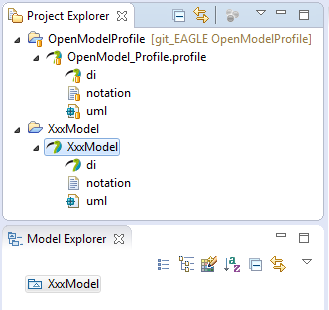 Project Explorer
OpenModelProfile [git_EAGLE OpenModelProfile]
OpenModel_Profile.profile
di
notation
uml
XxxModel
XxxModel
di
notation
uml
Model Explorer
XxxModel